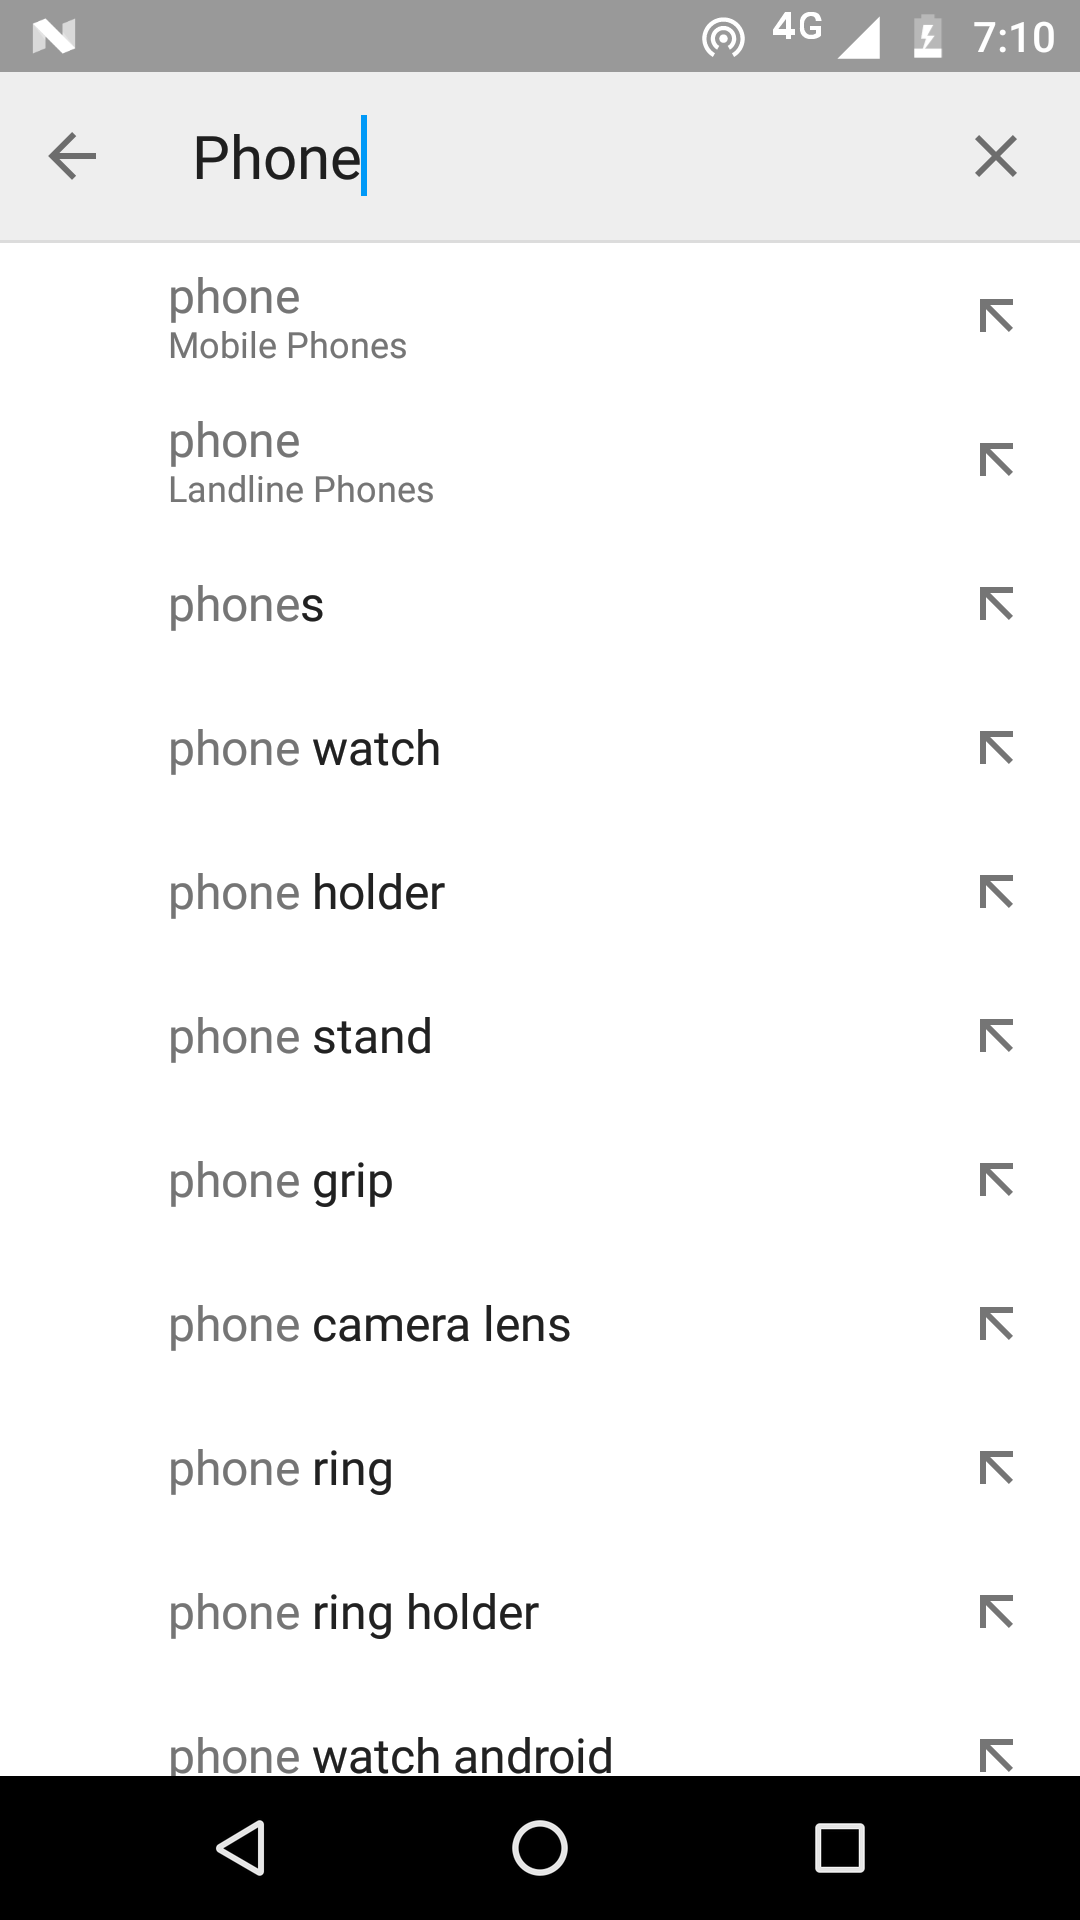 4G 7:10
Phone
phone
Mobile Phones
phone
Landline Phones
phones
phone watch
phone holder
phone stand
phone grip
phone camera lens
phone ring
phone ring holder
phone watch android